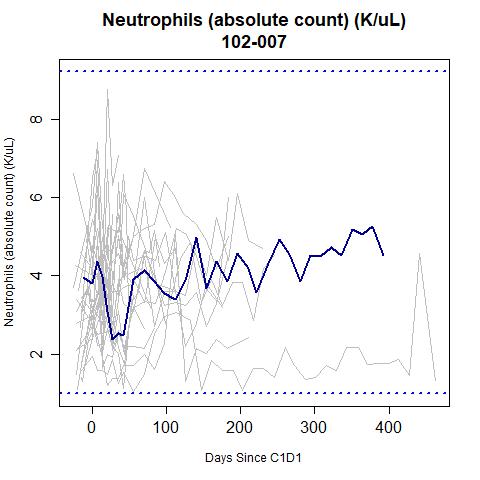 Neutrophils (absolute count) (K/uL)
102-007
Neutrophils (absolute count) (K/uL)
8
6
4
2
0 100 200 300 400
Days Since C1D1